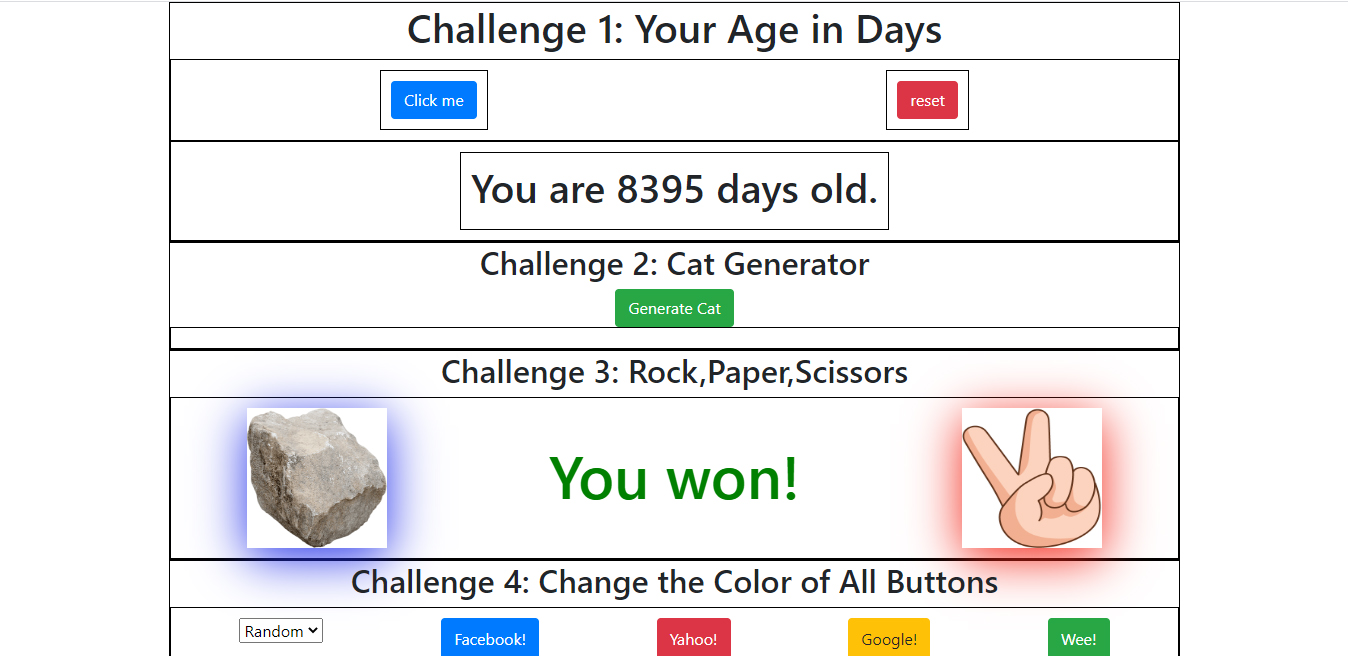 Challenge 1: Your Age in Days
Click me
reset
You are 8395 days old.
Challenge 2: Cat Generator
Generate Cat
Challenge 3: Rock,Paper,Scissors
You won!
Challenge 4: Change the Color of All Buttons
Random
Facebook!
Yahoo!
Google!
Wee!